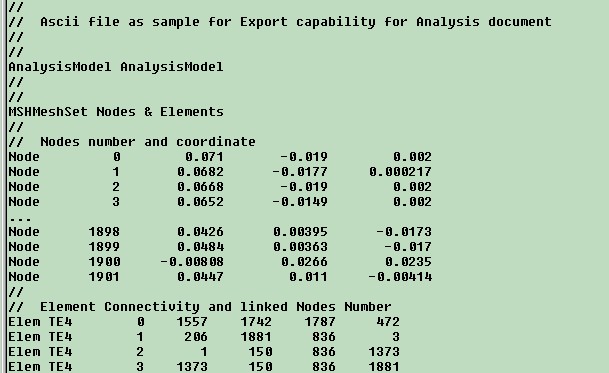 //
//  Ascii file as sample for Export capability for Analysis document
//
//
AnalysisModel AnalysisModel
//
//
MSHMeshSet Nodes & Elements
//
//  Nodes number and coordinate
Node 0 0.071 -0.019 0.002
Node 1 0.0682 -0.0177 0.000217
Node 2 0.0668 -0.019 0.002
Node 3 0.0652 -0.0149 0.002
...
Node 1898 0.0426 0.00395 -0.0173
Node 1899 0.0484 0.00363 -0.017
Node 1900 -0.00808 0.0266 0.0235
Node 1901 0.0447 0.011 -0.00414
//
//  Element Connectivity and linked Nodes Number
Elem TE4 0 1557 1742 1787 472
Elem TE4 1 206 1881 836 3
Elem TE4 2 1 150 836 1373
Elem TE4 3 1373 150 836 1881